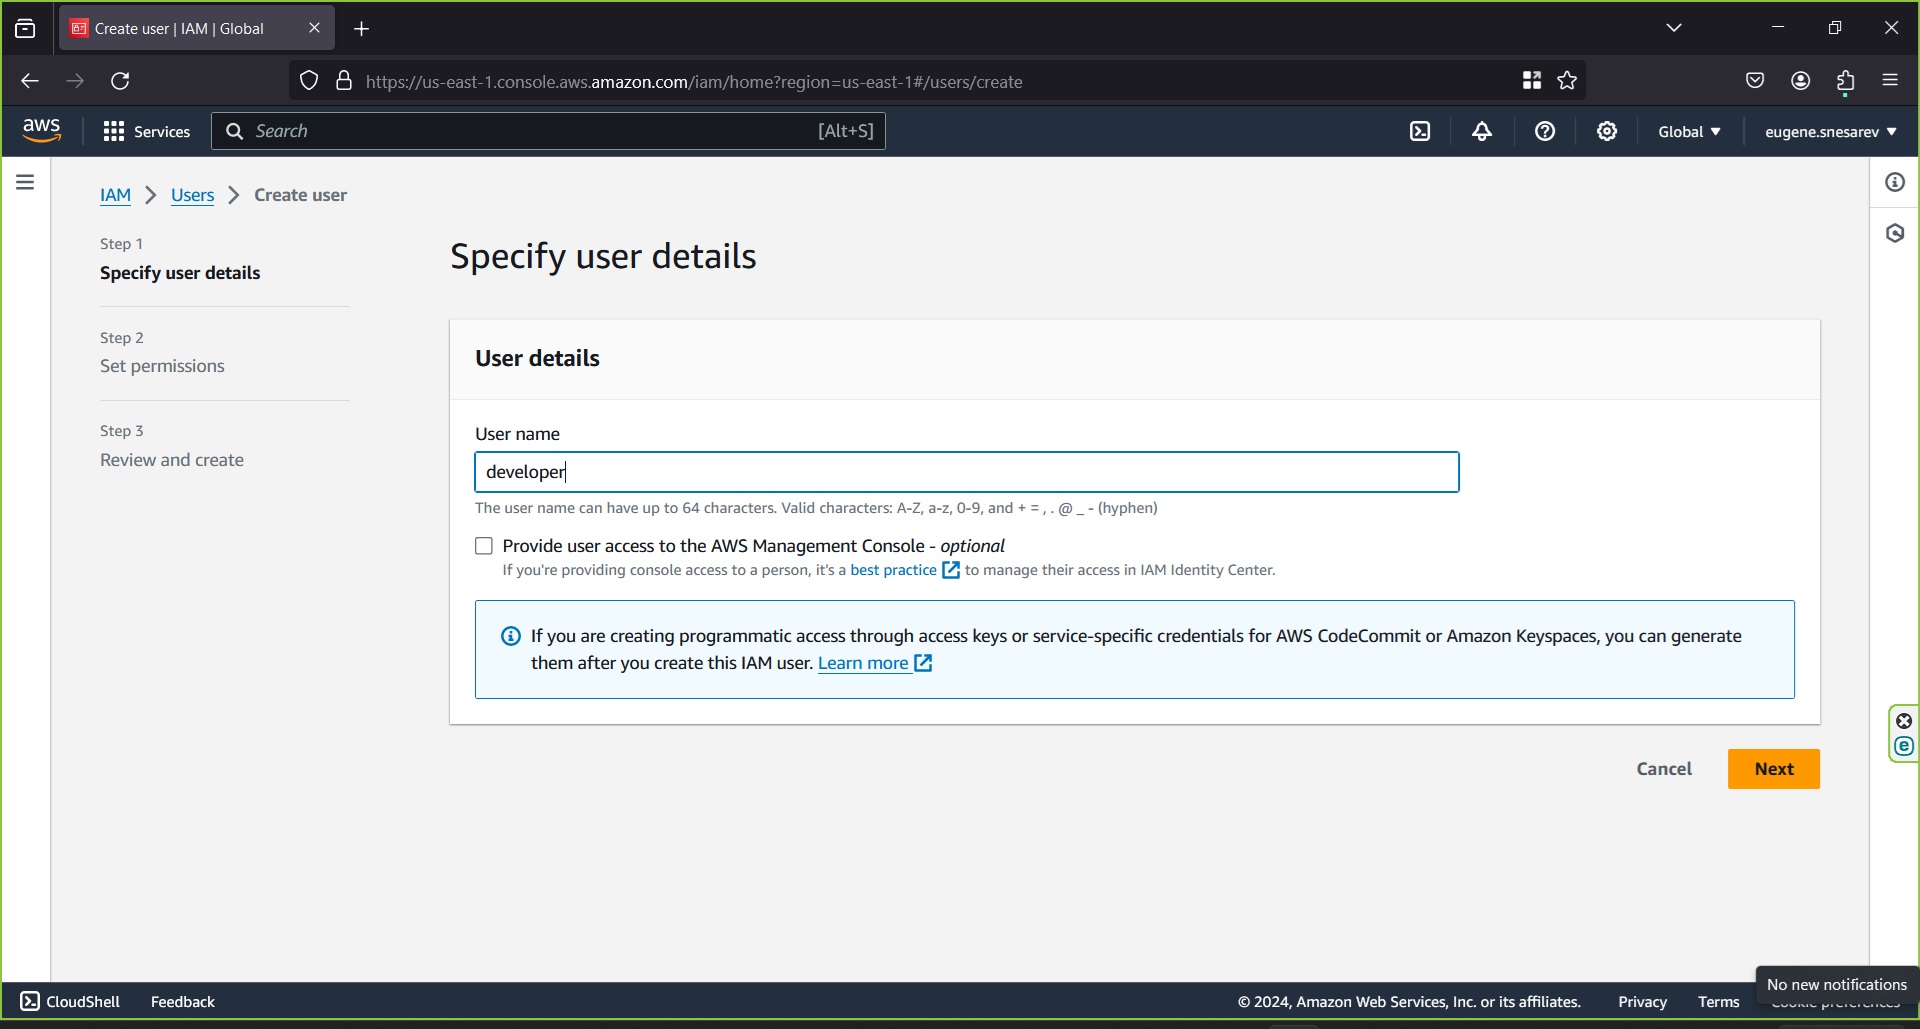 Create user | IAM | Global
https://us-east-1.console.aws.amazon.com/iam/home?region=us-east-1#/users/create
aws
Services
Search
[Alt+S]
Global
eugene.snesarev
IAM
Users
Create user
Step 1
Specify user details
Step 2
Set permissions
Step 3
Review and create
Specify user details
User details
User name
developer
The user name can have up to 64 characters. Valid characters: A-Z, a-z, 0-9, and + = , . @ _ - (hyphen)
Provide user access to the AWS Management Console - optional
If you're providing console access to a person, it's a best practice to manage their access in IAM Identity Center.
If you are creating programmatic access through access keys or service-specific credentials for AWS CodeCommit or Amazon Keyspaces, you can generate
them after you create this IAM user. Learn more
Cancel
Next
No new notifications
CloudShell
Feedback
© 2024, Amazon Web Services, Inc. or its affiliates.
Privacy
Terms
Cookie preferences